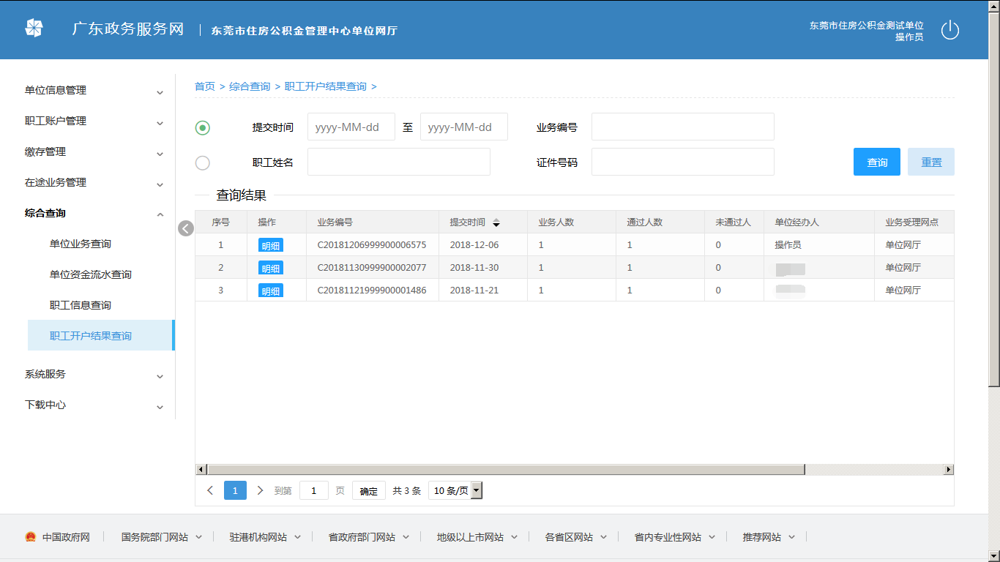 广东政务服务网 | 东莞市住房公积金管理中心单位网厅
东莞市住房公积金测试单位
操作员
单位信息管理
职工账户管理
缴存管理
在途业务管理
综合查询
单位业务查询
单位资金流水查询
职工信息查询
职工开户结果查询
系统服务
下载中心
首页 > 综合查询 > 职工开户结果查询 >
提交时间 yyyy-MM-dd 至 yyyy-MM-dd 业务编号
职工姓名 证件号码 查询 重置
查询结果
序号 操作 业务编号 提交时间 业务人数 通过人数 未通过人 单位经办人 业务受理网点
1 明细 C20181206999900006575 2018-12-06 1 1 0 操作员 单位网厅
2 明细 C20181130999900002077 2018-11-30 1 1 0 单位网厅
3 明细 C20181121999900001486 2018-11-21 1 1 0 单位网厅
1 到第 1 页 确定 共 3 条 10 条/页
中国政府网 国务院部门网站 驻港机构网站 省政府部门网站 地级以上市网站 各省区网站 省内专业性网站 推荐网站